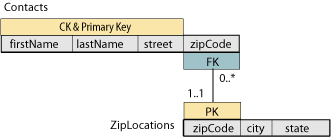 Contacts
CK & Primary Key
firstName lastName street zipCode
FK
0..*
1..1
PK
ZipLocations zipCode city state